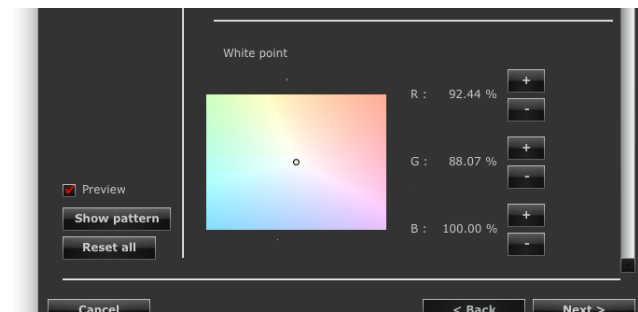 White point
R : 92.44 %
+
-
G : 88.07 %
+
-
Preview
Show pattern
B : 100.00 %
+
-
Reset all
Cancel
< Back
Next >